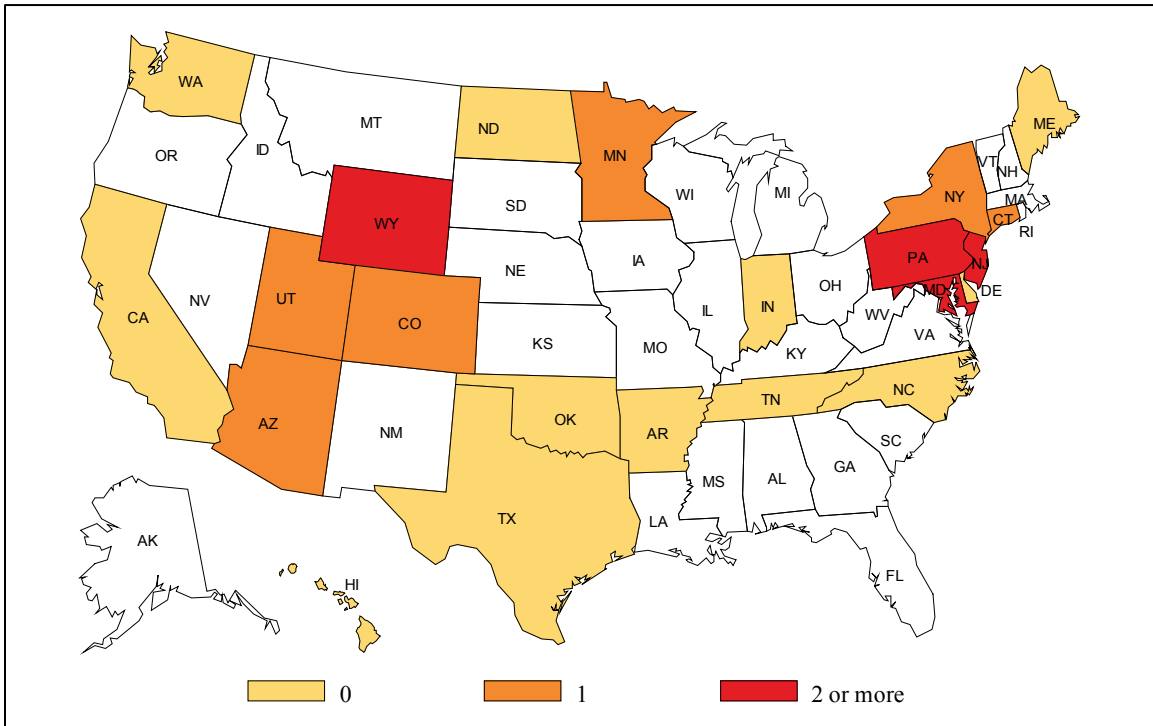 WA
MT
ND
ME
OR
ID
MN
VT
NH
WI
MI
NY
MA
SD
WY
CT
RI
PA
NJ
IA
NE
OH
MD
DE
NV
UT
IL
IN
CA
CO
WV
VA
KS
MO
KY
TN
NC
AZ
OK
AR
NM
SC
MS
AL
GA
TX
LA
AK
FL
HI
0
1
2 or more